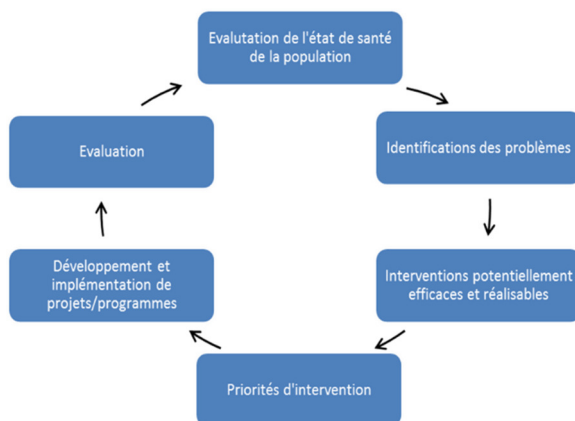 Evalutation de l'état de santé
de la population
Identifications des problèmes
Interventions potentiellement
efficaces et réalisables
Priorités d'intervention
Développement et
implémentation de
projets/programmes
Evaluation